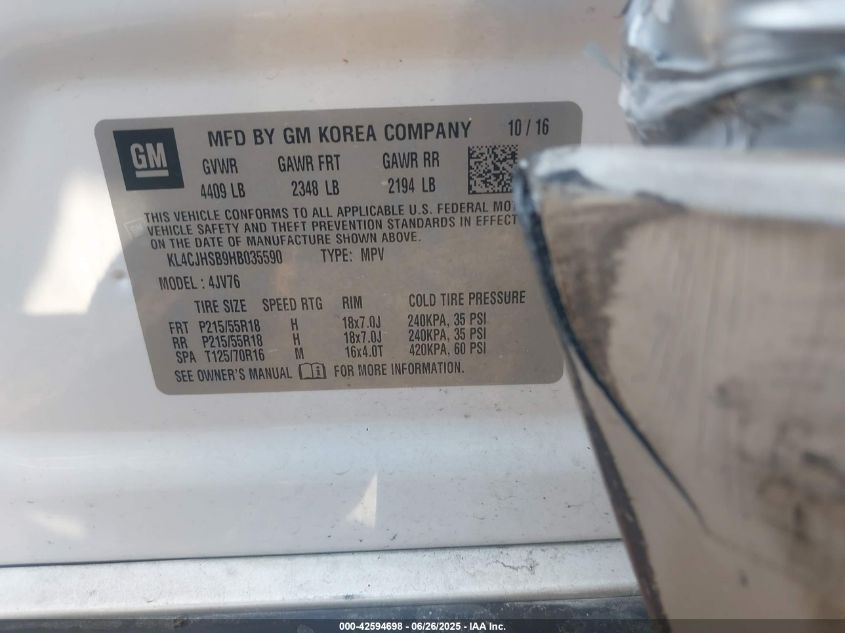 GM
MFD BY GM KOREA COMPANY 10 / 16
GVWR GAWR FRT GAWR RR
4409 LB 2348 LB 2194 LB
THIS VEHICLE CONFORMS TO ALL APPLICABLE U.S. FEDERAL
VEHICLE SAFETY AND THEFT PREVENTION STANDARDS IN EFFECT
ON THE DATE OF MANUFACTURE SHOWN ABOVE.
KL4CJHSB9HB035590 TYPE: MPV
MODEL : 4JV76
TIRE SIZE SPEED RTG RIM COLD TIRE PRESSURE
FRT P215/55R18 H 18x7.0J 240KPA, 35 PSI
RR P215/55R18 H 18x7.0J 240KPA, 35 PSI
SPA T125/70R16 M 16x4.0T 420KPA, 60 PSI
SEE OWNER'S MANUAL FOR MORE INFORMATION.
000-42594698 - 06/26/2025 - IAA Inc.